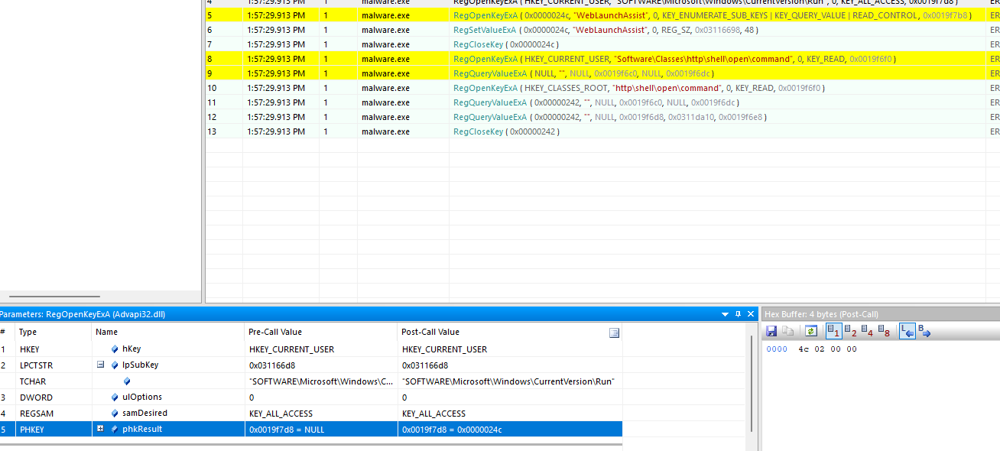 4 1:57:29.913 PM 1 malware.exe RegOpenKeyExA ( HKEY_CURRENT_USER, "SOFTWARE\Microsoft\Windows\CurrentVersion\Run", 0, KEY_ALL_ACCESS, 0x0019f7d8 ) ER
5 1:57:29.913 PM 1 malware.exe RegOpenKeyExA ( 0x0000024c, "WebLaunchAssist", 0, KEY_ENUMERATE_SUB_KEYS | KEY_QUERY_VALUE | READ_CONTROL, 0x0019f7b8 ) ER
6 1:57:29.913 PM 1 malware.exe RegSetValueExA ( 0x0000024c, "WebLaunchAssist", 0, REG_SZ, 0x03116698, 48 ) ER
7 1:57:29.913 PM 1 malware.exe RegCloseKey ( 0x0000024c ) ER
8 1:57:29.913 PM 1 malware.exe RegOpenKeyExA ( HKEY_CURRENT_USER, "Software\Classes\http\shell\open\command", 0, KEY_READ, 0x0019f6f0 ) ER
9 1:57:29.913 PM 1 malware.exe RegQueryValueExA ( NULL, "", NULL, 0x0019f6c0, NULL, 0x0019f6dc ) ER
10 1:57:29.913 PM 1 malware.exe RegOpenKeyExA ( HKEY_CLASSES_ROOT, "http\shell\open\command", 0, KEY_READ, 0x0019f6f0 ) ER
11 1:57:29.913 PM 1 malware.exe RegQueryValueExA ( 0x00000242, "", NULL, 0x0019f6c0, NULL, 0x0019f6dc ) ER
12 1:57:29.913 PM 1 malware.exe RegQueryValueExA ( 0x00000242, "", NULL, 0x0019f6d8, 0x0311da10, 0x0019f6e8 ) ER
13 1:57:29.913 PM 1 malware.exe RegCloseKey ( 0x00000242 ) ER
Parameters: RegOpenKeyExA (Advapi32.dll)
# Type Name Pre-Call Value Post-Call Value
1 HKEY hKey HKEY_CURRENT_USER HKEY_CURRENT_USER
2 LPCTSTR lpSubKey 0x031166d8 0x031166d8
TCHAR "SOFTWARE\Microsoft\Windows\C... "SOFTWARE\Microsoft\Windows\CurrentVersion\Run"
3 DWORD ulOptions 0 0
4 REGSAM samDesired KEY_ALL_ACCESS KEY_ALL_ACCESS
5 PHKEY phkResult 0x0019f7d8 = NULL 0x0019f7d8 = 0x0000024c
Hex Buffer: 4 bytes (Post-Call)
1 2 4 8 L B
0000 4c 02 00 00